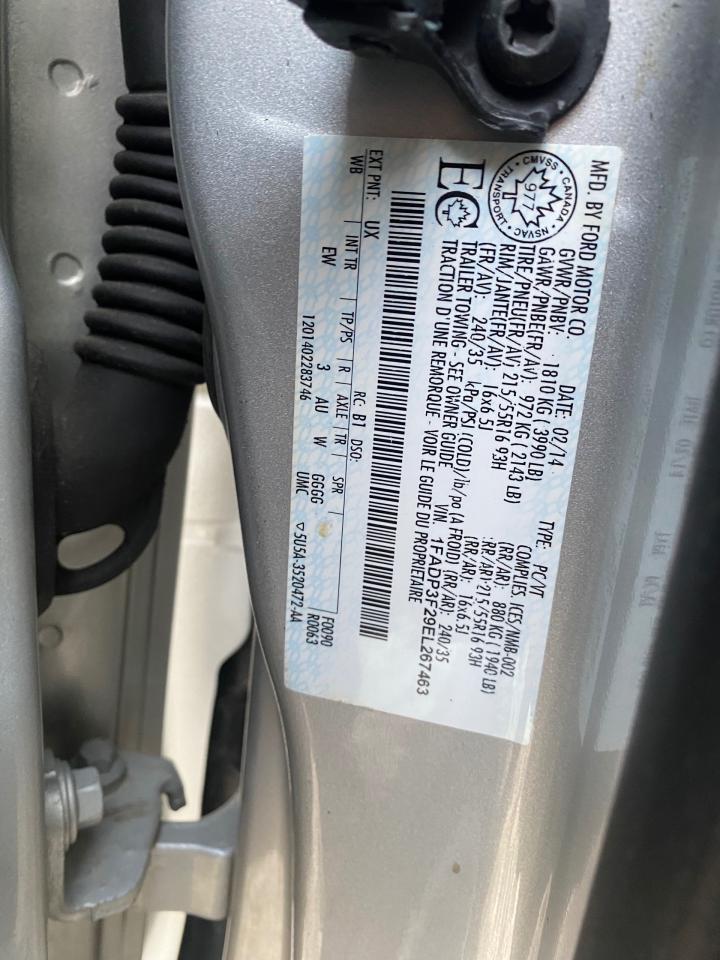 MFD. BY FORD MOTOR CO.
DATE: 02/14 TYPE: PC/VT
GVWR/PNBV: 1810 KG ( 3990 LB) COMPLIES ICES/NMB-002
GAWR/PNBE(FR/AV): 972 KG ( 2143 LB) (RR/AR): 880 KG ( 1940 LB)
TIRE/PNEU(FR/AV): 215/55R16 93H (RR/AR): 215/55R16 93H
RIM/JANTE(FR/AV): 16x6.5J (RR/AR): 16x6.5J
(FR/AV): 240/35 kPa/PSI (COLD)/lb/po(A FROID) (RR/AR): 240/35
TRAILER TOWING - SEE OWNER GUIDE VIN: 1FADP3F29EL267463
TRACTION D UNE REMORQUE - VOIR LE GUIDE DU PROPRIETAIRE
CMVSS • CANADA • NSVAC • TRANSPORT •
977
EC
EXT PNT: UX RC: B1 DSO:
WB INT TR TP/PS R AXLE TR SPR F0090
EW 3 AU W GGGG R0063
1201402283746 UMC ▽5U5A-3520472-AA